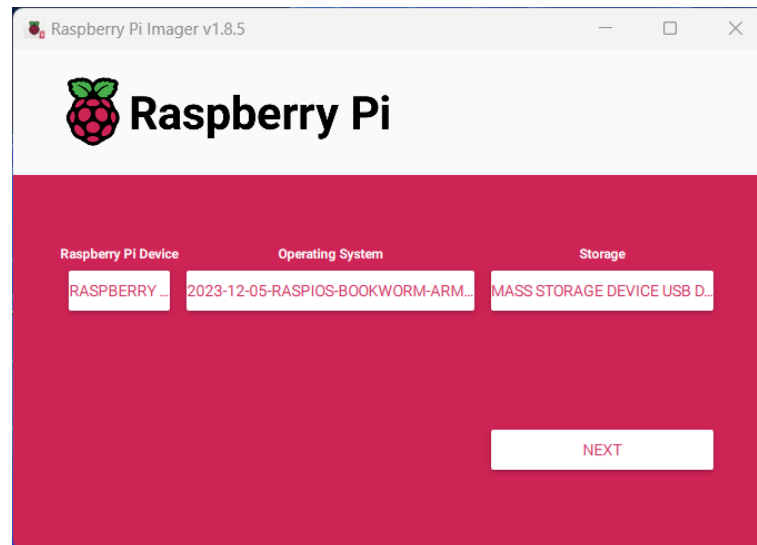 Raspberry Pi Imager v1.8.5
Raspberry Pi
Raspberry Pi Device Operating System Storage
RASPBERRY ... 2023-12-05-RASPIOS-BOOKWORM-ARM... MASS STORAGE DEVICE USB D...
NEXT